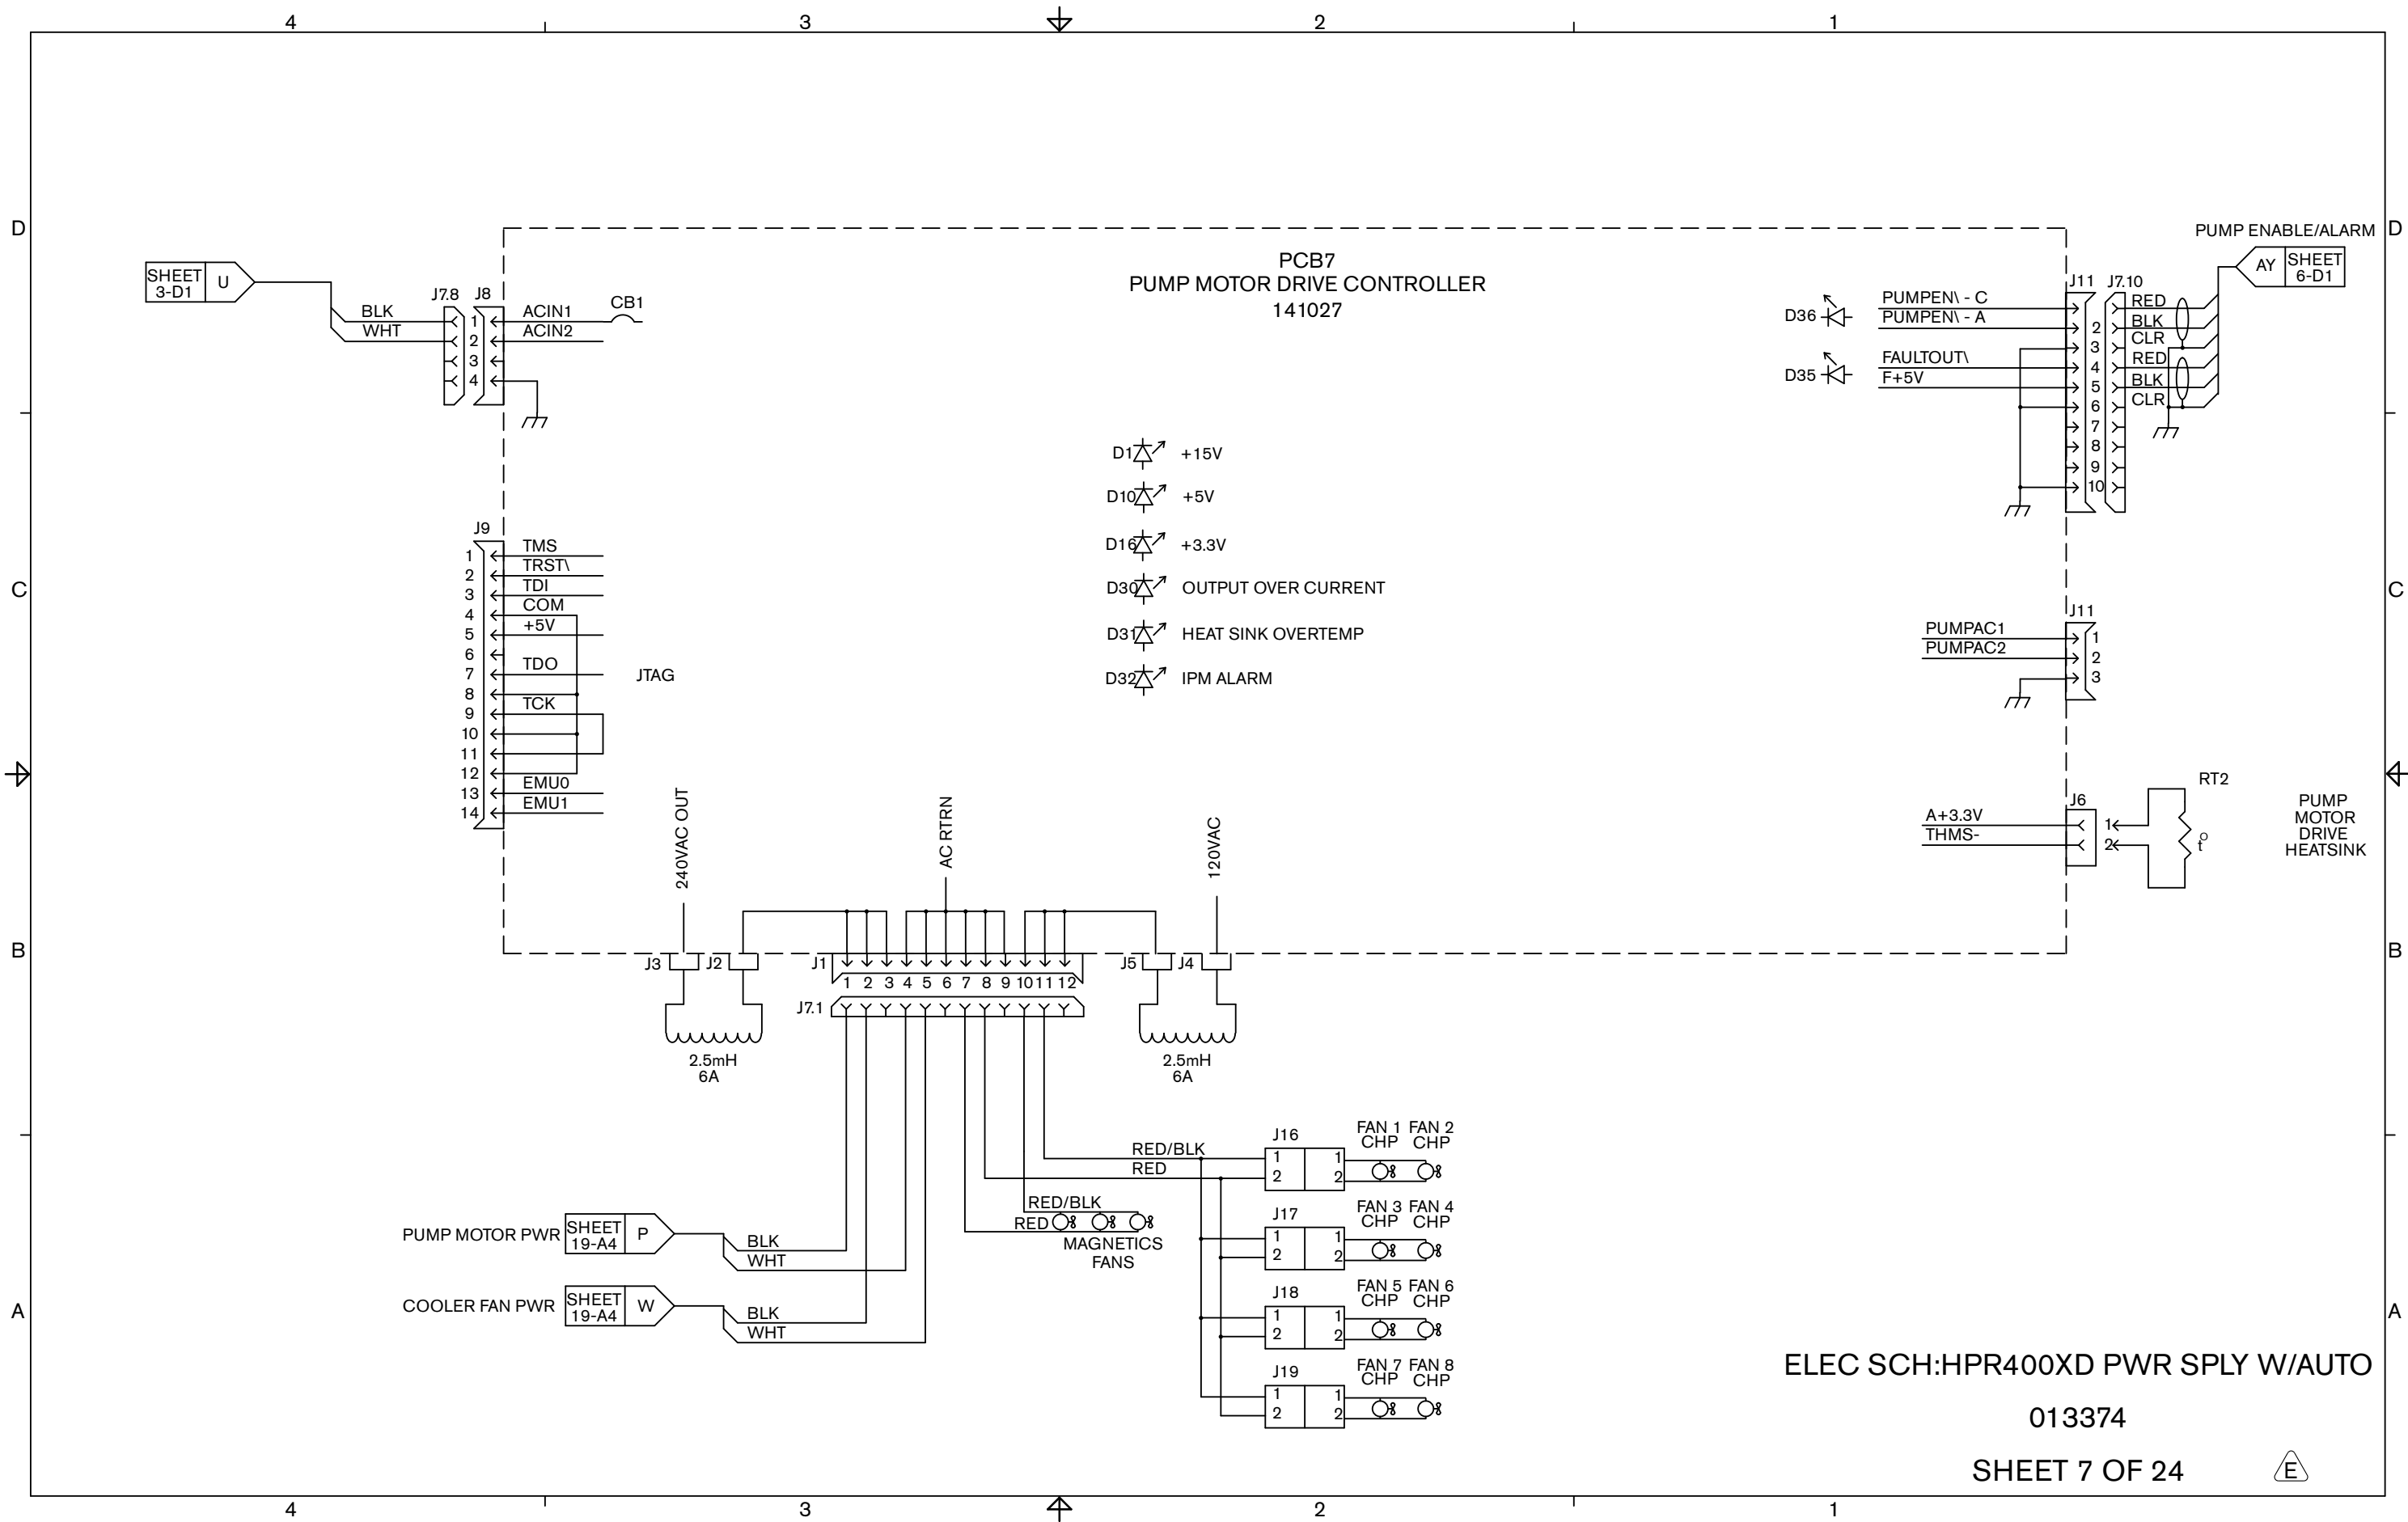 4 3 2 1
D
PUMP ENABLE/ALARM
D
PCB7
PUMP MOTOR DRIVE CONTROLLER
141027
SHEET
3-D1
U
AY
SHEET
6-D1
J7.8
J8
BLK
WHT
1
2
3
4
ACIN1
ACIN2
CB1
D36
PUMPEN\ - C
PUMPEN\ - A
D35
FAULTOUT\
F+5V
J11
J7.10
2
3
4
5
6
7
8
9
10
RED
BLK
CLR
RED
BLK
CLR
D1 +15V
D10 +5V
D16 +3.3V
D30 OUTPUT OVER CURRENT
D31 HEAT SINK OVERTEMP
D32 IPM ALARM
C
C
J9
1 TMS
2 TRST\
3 TDI
4 COM
5 +5V
6
7 TDO
8
9 TCK
10
11
12
13 EMU0
14 EMU1
JTAG
J11
PUMPAC1 1
PUMPAC2 2
3
J6
A+3.3V 1
THMS- 2
RT2
t°
PUMP
MOTOR
DRIVE
HEATSINK
240VAC OUT
AC RTRN
120VAC
B
B
J3
J2
J1
J5
J4
1 2 3 4 5 6 7 8 9 10 11 12
J7.1
2.5mH
6A
2.5mH
6A
RED/BLK
RED
J16
1 1
2 2
FAN 1 FAN 2
CHP CHP
RED/BLK
RED
MAGNETICS
FANS
J17
1 1
2 2
FAN 3 FAN 4
CHP CHP
J18
1 1
2 2
FAN 5 FAN 6
CHP CHP
J19
1 1
2 2
FAN 7 FAN 8
CHP CHP
PUMP MOTOR PWR
SHEET
19-A4
P
BLK
WHT
COOLER FAN PWR
SHEET
19-A4
W
BLK
WHT
A
A
ELEC SCH:HPR400XD PWR SPLY W/AUTO
013374
SHEET 7 OF 24
E
4 3 2 1